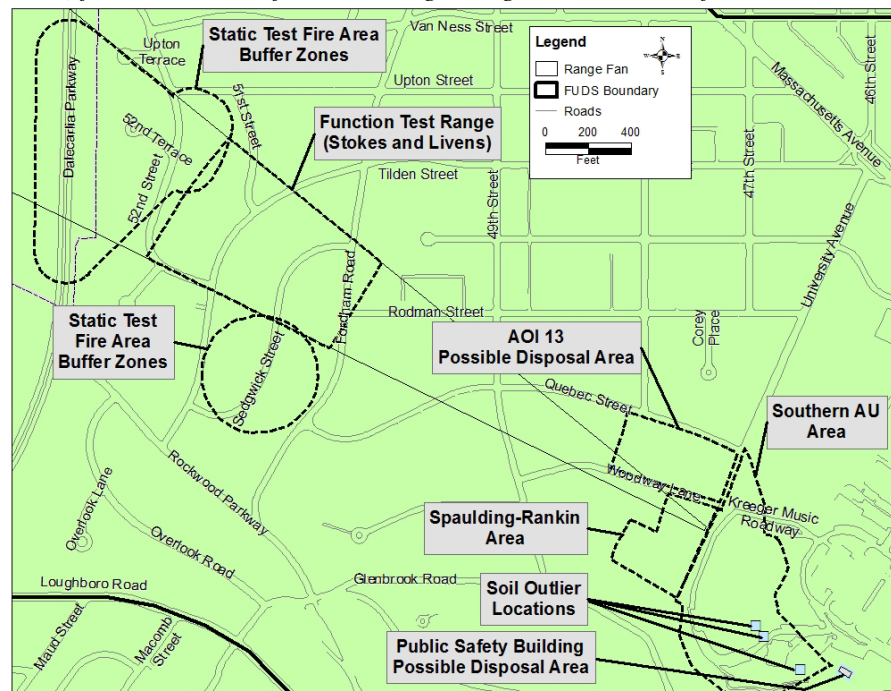 Van Ness Street
Upton
Terrace
Static Test Fire Area
Buffer Zones
Legend
Range Fan
FUDS Boundary
Roads
0 200 400
Feet
46th Street
Massachusetts Avenue
Dalecarlia Parkway
51st Street
Upton Street
Function Test Range
(Stokes and Livens)
52nd Terrace
52nd Street
Tilden Street
49th Street
47th Street
University Avenue
Fordham Road
Rodman Street
Static Test
Fire Area
Buffer Zones
Sedgwick Street
AOI 13
Possible Disposal Area
Corey
Place
Quebec Street
Southern AU
Area
Overlook Lane
Rockwood Parkway
Woodway Lane
Kreeger Music
Roadway
Spaulding-Rankin
Area
Overlook Road
Loughboro Road
Glenbrook Road
Soil Outlier
Locations
Maud Street
Macomb
Street
Public Safety Building
Possible Disposal Area